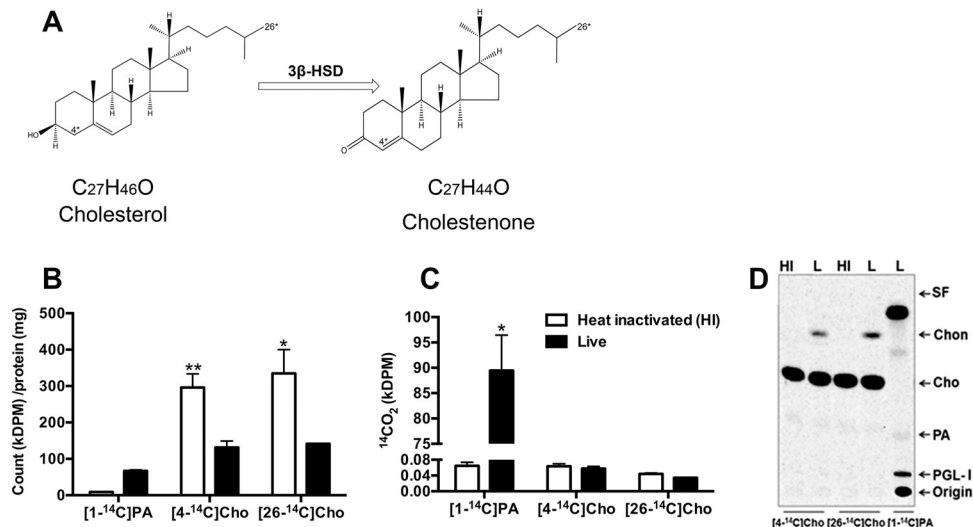 A
26*
26*
3β-HSD
H
H
H
H
H
H
H
H
HO
4*
H
O
4*
C27H46O
C27H44O
Cholesterol
Cholestenone
B
Count (kDPM) /protein (mg)
500
400
300
200
100
0
**
*
[1-¹⁴C]PA
[4-¹⁴C]Cho
[26-¹⁴C]Cho
C
¹⁴CO₂ (kDPM)
100
95
90
85
80
75
0.08
0.04
0.00
*
Heat inactivated (HI)
Live
[1-¹⁴C]PA
[4-¹⁴C]Cho
[26-¹⁴C]Cho
D
HI L HI L L
SF
Chon
Cho
PA
PGL-I
Origin
[4-¹⁴C]Cho [26-¹⁴C]Cho [1-¹⁴C]PA